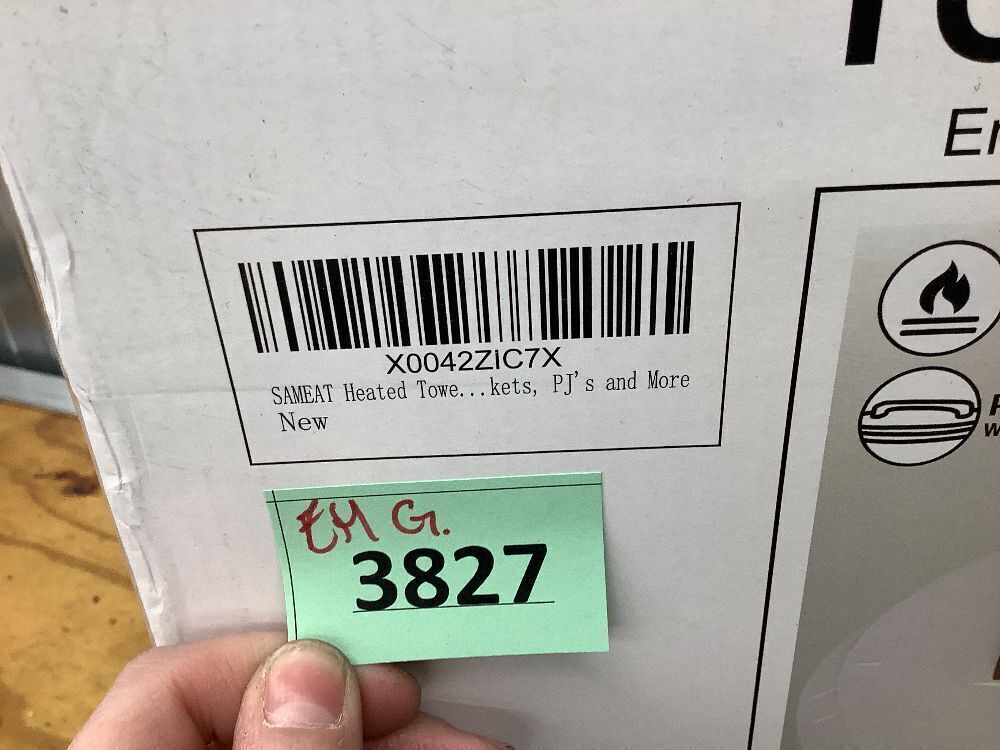 X0042ZIC7X
SAMEAT Heated Towe...kets, PJ's and More
New
EM G.
3827